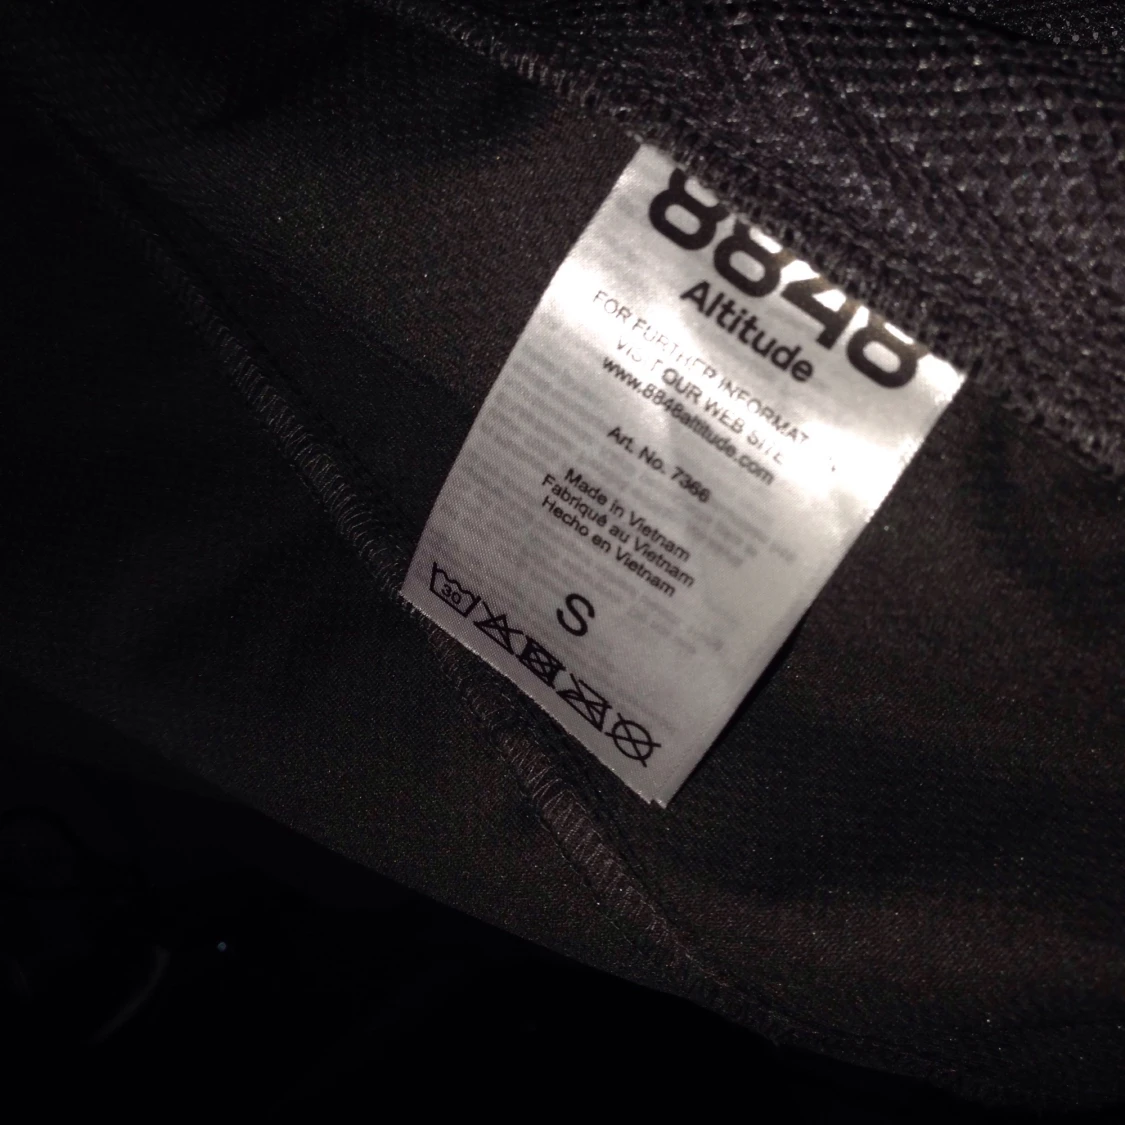 8848
Altitude
FOR FURTHER INFORMAT
VISIT OUR WEB SITE
www.8848altitude.com
Art. No. 7366
Made in Vietnam
Fabriqué au Vietnam
Hecho en Vietnam
S
30